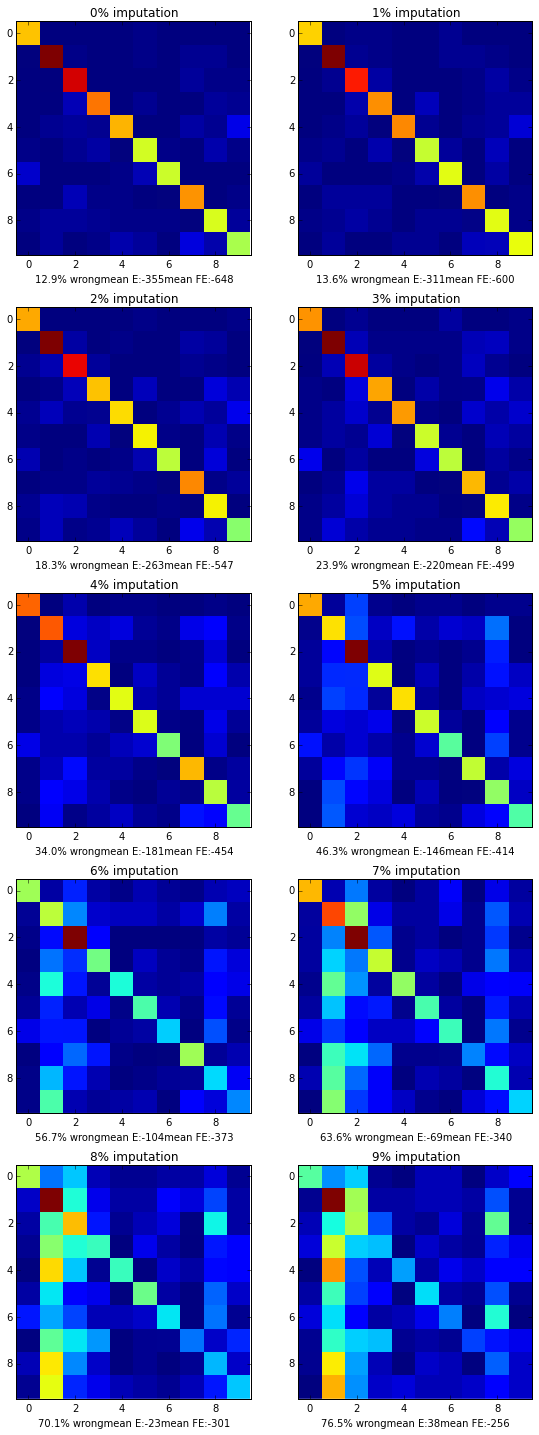 0% imputation
1% imputation
0
2
4
6
8
0
2
4
6
8
0 2 4 6 8
0 2 4 6 8
12.9% wrongmean E:-355mean FE:-648
13.6% wrongmean E:-311mean FE:-600
2% imputation
3% imputation
0
2
4
6
8
0
2
4
6
8
0 2 4 6 8
0 2 4 6 8
18.3% wrongmean E:-263mean FE:-547
23.9% wrongmean E:-220mean FE:-499
4% imputation
5% imputation
0
2
4
6
8
0
2
4
6
8
0 2 4 6 8
0 2 4 6 8
34.0% wrongmean E:-181mean FE:-454
46.3% wrongmean E:-146mean FE:-414
6% imputation
7% imputation
0
2
4
6
8
0
2
4
6
8
0 2 4 6 8
0 2 4 6 8
56.7% wrongmean E:-104mean FE:-373
63.6% wrongmean E:-69mean FE:-340
8% imputation
9% imputation
0
2
4
6
8
0
2
4
6
8
0 2 4 6 8
0 2 4 6 8
70.1% wrongmean E:-23mean FE:-301
76.5% wrongmean E:38mean FE:-256